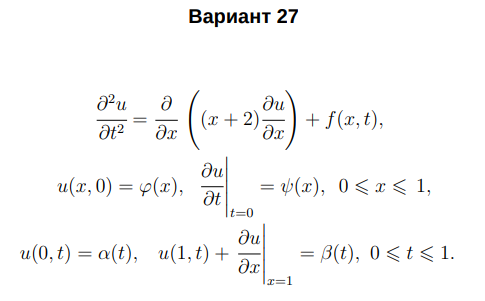 Вариант 27
∂²u/∂t² = ∂/∂x ((x + 2) ∂u/∂x) + f(x, t),
u(x, 0) = φ(x), ∂u/∂t|ₜ₌₀ = ψ(x), 0 ⩽ x ⩽ 1,
u(0, t) = α(t), u(1, t) + ∂u/∂x|ₓ₌₁ = β(t), 0 ⩽ t ⩽ 1.